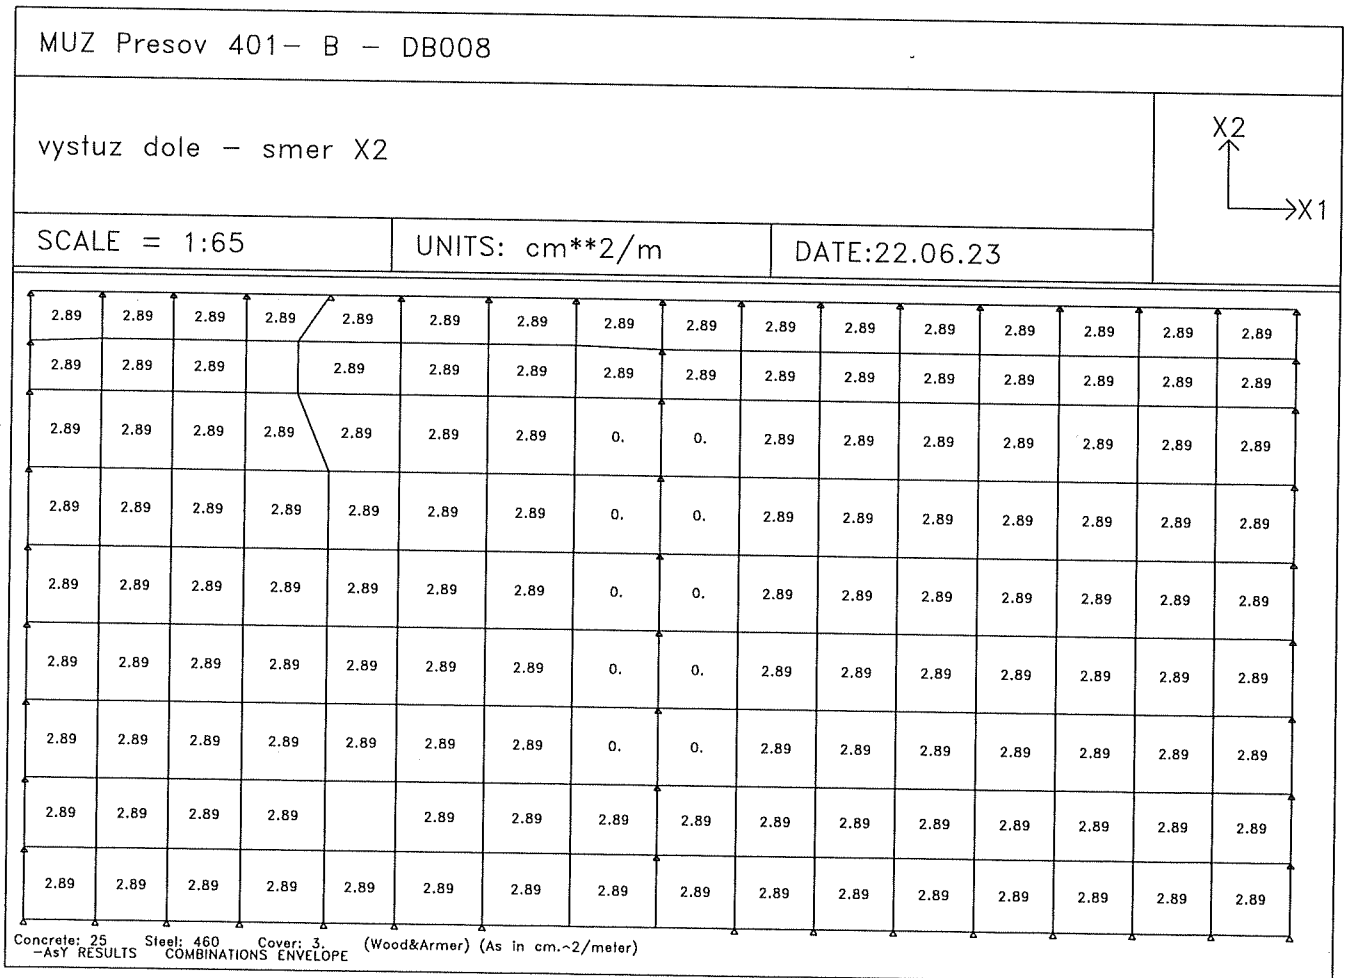 MUZ Presov 401- B - DB008
vystuz dole - smer X2
X2
X1
SCALE = 1:65 UNITS: cm**2/m DATE:22.06.23
2.89 2.89 2.89 2.89 2.89 2.89 2.89 2.89 2.89 2.89 2.89 2.89 2.89 2.89 2.89 2.89
2.89 2.89 2.89 2.89 2.89 2.89 2.89 2.89 2.89 2.89 2.89 2.89 2.89 2.89 2.89
2.89 2.89 2.89 2.89 2.89 2.89 2.89 0. 0. 2.89 2.89 2.89 2.89 2.89 2.89 2.89
2.89 2.89 2.89 2.89 2.89 2.89 2.89 0. 0. 2.89 2.89 2.89 2.89 2.89 2.89 2.89
2.89 2.89 2.89 2.89 2.89 2.89 2.89 0. 0. 2.89 2.89 2.89 2.89 2.89 2.89 2.89
2.89 2.89 2.89 2.89 2.89 2.89 2.89 0. 0. 2.89 2.89 2.89 2.89 2.89 2.89 2.89
2.89 2.89 2.89 2.89 2.89 2.89 2.89 0. 0. 2.89 2.89 2.89 2.89 2.89 2.89 2.89
2.89 2.89 2.89 2.89 2.89 2.89 2.89 2.89 2.89 2.89 2.89 2.89 2.89 2.89 2.89
2.89 2.89 2.89 2.89 2.89 2.89 2.89 2.89 2.89 2.89 2.89 2.89 2.89 2.89 2.89 2.89
Concrete: 25 Steel: 460 Cover: 3. (Wood&Armer) (As in cm.~2/meter)
-AsY RESULTS COMBINATIONS ENVELOPE